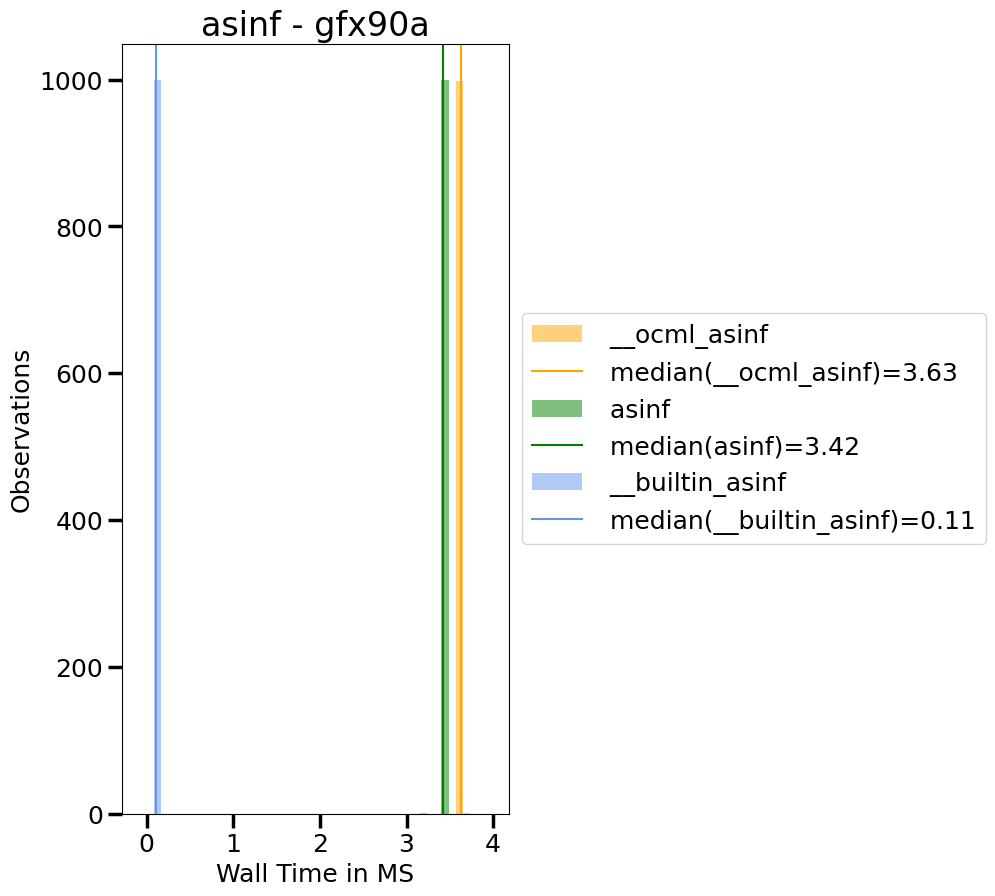 asinf - gfx90a
1000
800
600
400
200
0
Observations
0 1 2 3 4
Wall Time in MS
__ocml_asinf
median(__ocml_asinf)=3.63
asinf
median(asinf)=3.42
__builtin_asinf
median(__builtin_asinf)=0.11